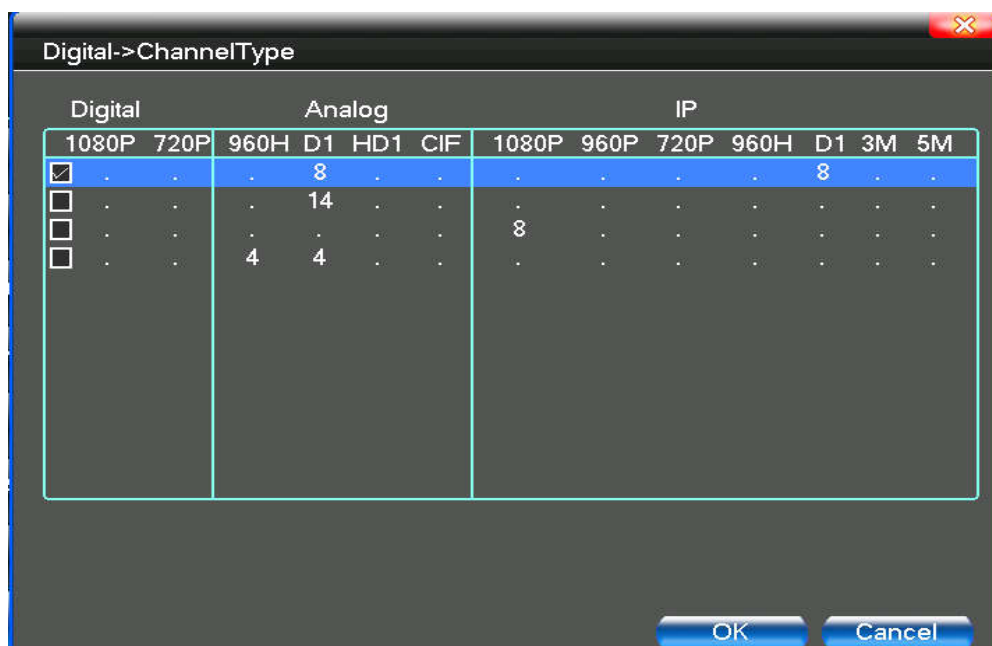 Digital->ChannelType
Digital Analog IP
1080P 720P 960H D1 HD1 CIF 1080P 960P 720P 960H D1 3M 5M
. . . 8 . . . . . . 8 . .
. . . 14 . . . . . . . . .
. . . . . . 8 . . . . . .
. . 4 4 . . . . . . . . .
OK Cancel